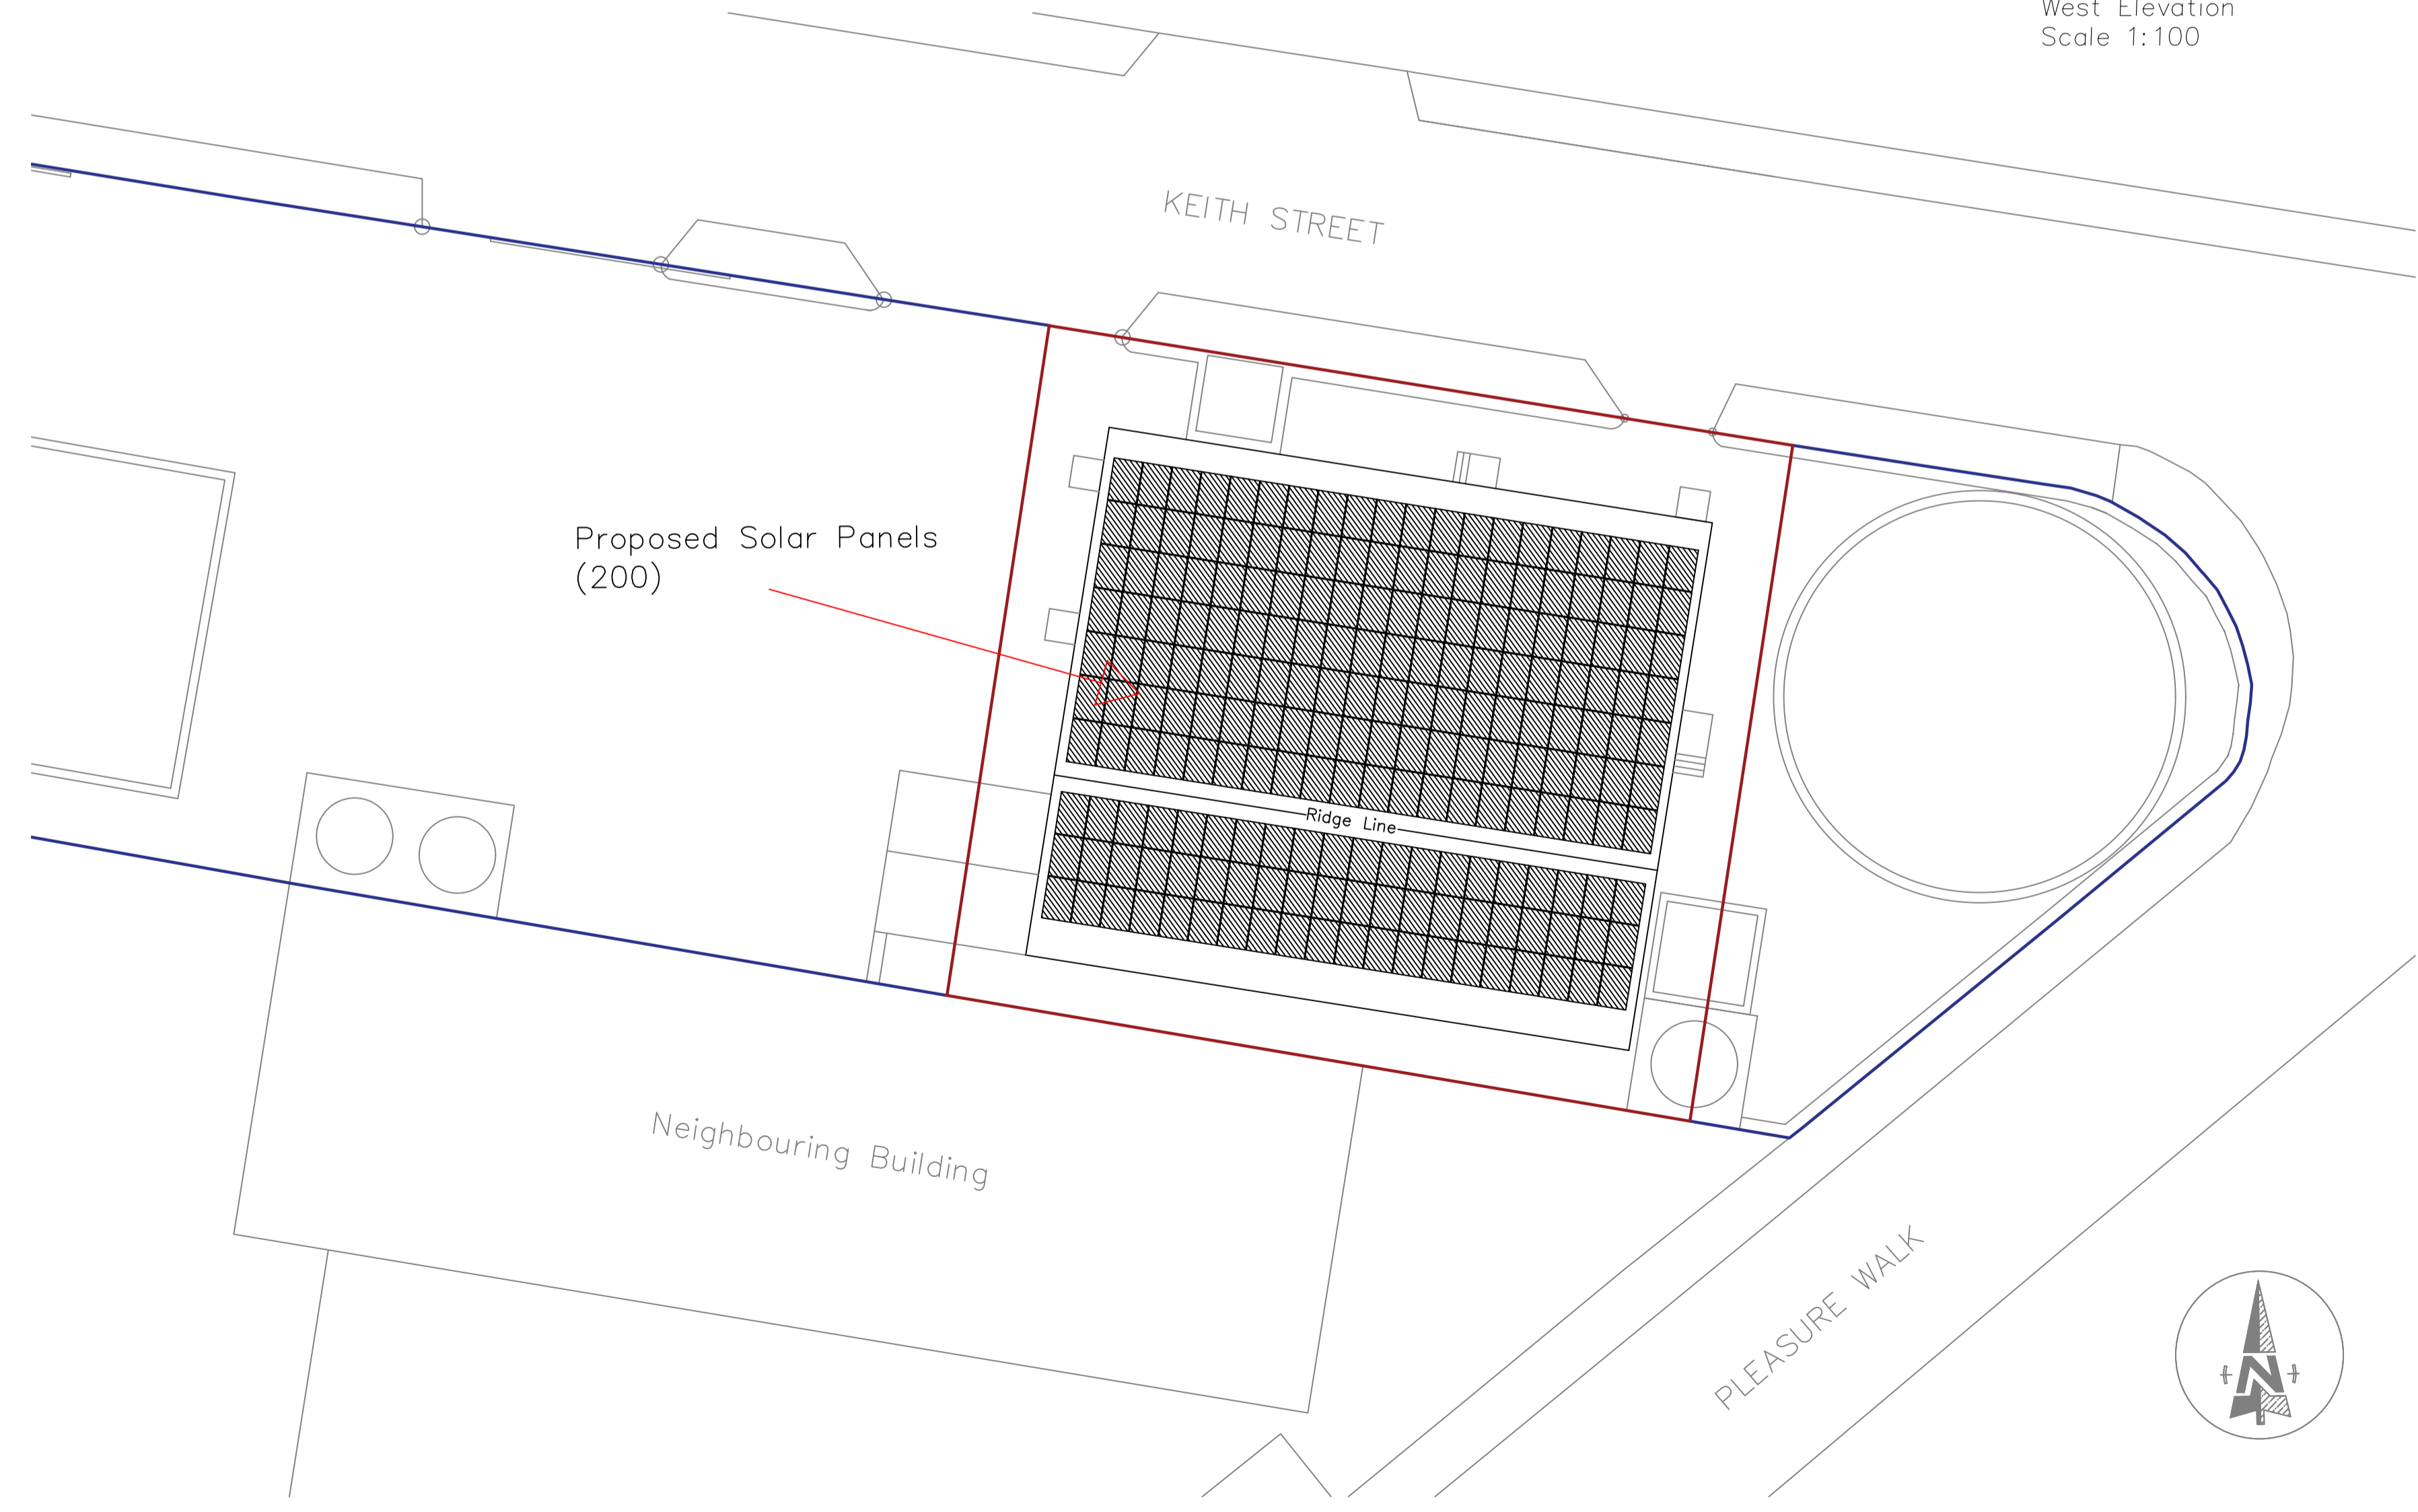 West Elevation
Scale 1:100
KEITH STREET
Proposed Solar Panels
(200)
Ridge Line
Neighbouring Building
PLEASURE WALK
N